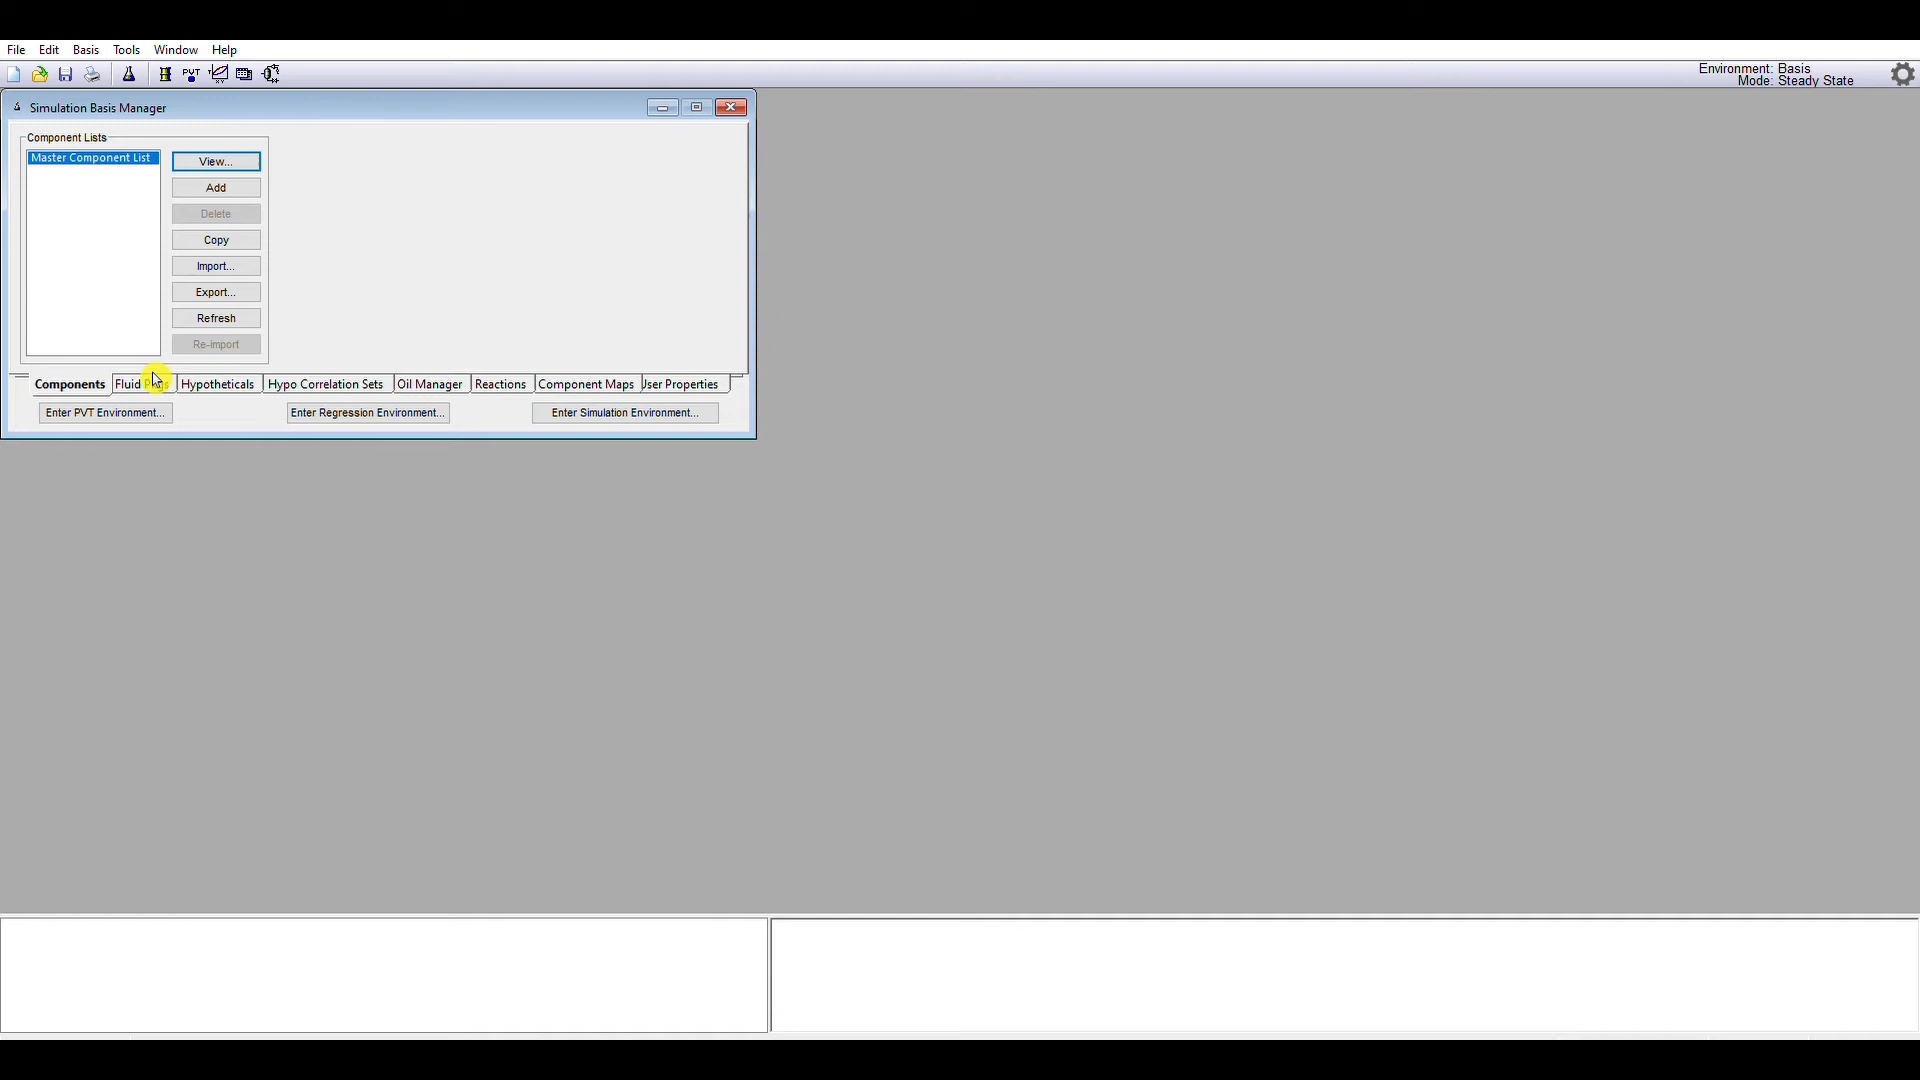 File Edit Basis Tools Window Help
PVT
Environment: Basis
Mode: Steady State
Simulation Basis Manager
Component Lists
Master Component List
View...
Add
Delete
Copy
Import...
Export...
Refresh
Re-import
Components Fluid Hypotheticals Hypo Correlation Sets Oil Manager Reactions Component Maps Properties
Enter PVT Environment... Enter Regression Environment... Enter Simulation Environment...